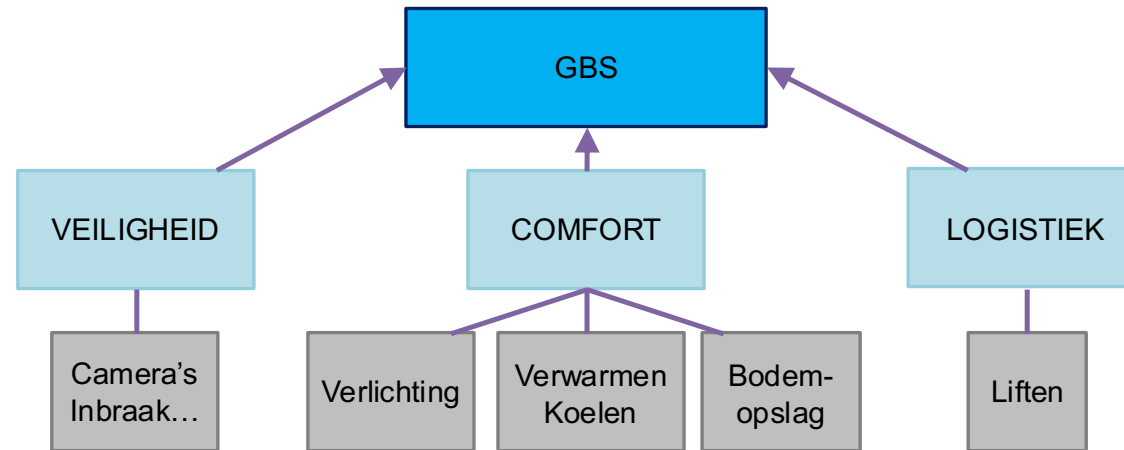 GBS
VEILIGHEID
COMFORT
LOGISTIEK
Camera’s
Inbraak…
Verlichting
Verwarmen
Koelen
Bodem-
opslag
Liften